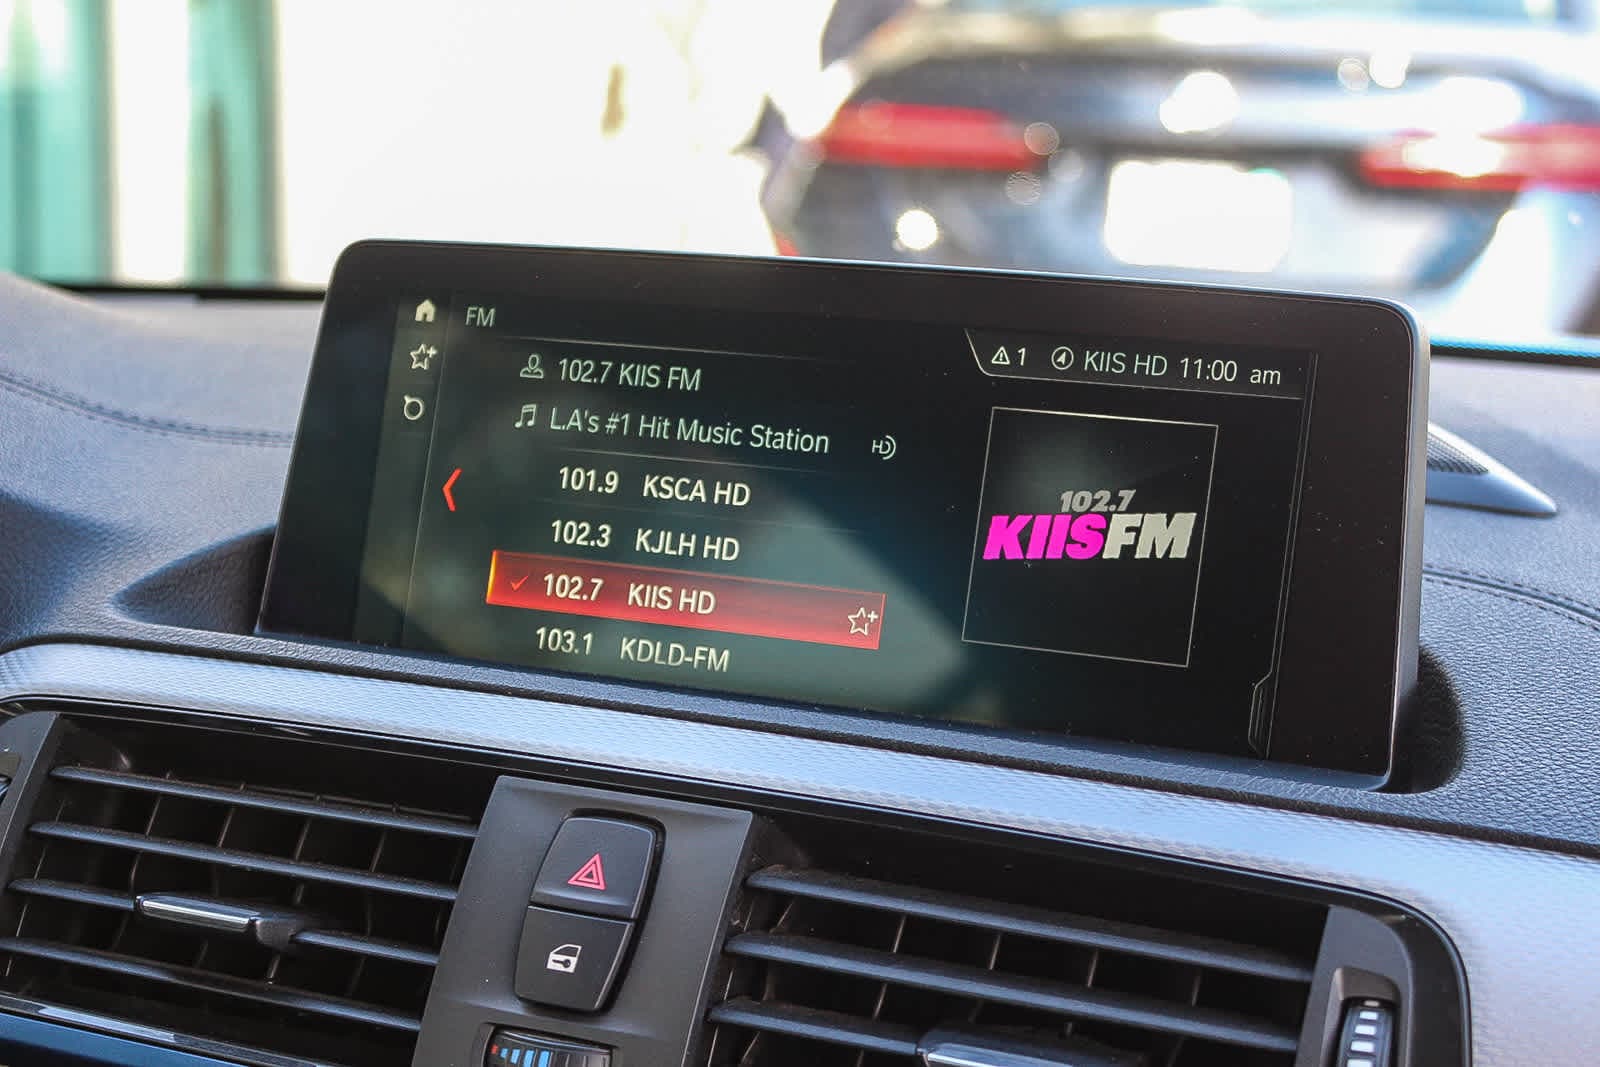 FM
1 KIIS HD 11:00 am
102.7 KIIS FM
L.A's #1 Hit Music Station HD
101.9 KSCA HD
102.3 KJLH HD
102.7 KIIS HD
103.1 KDLD-FM
102.7
KIISFM